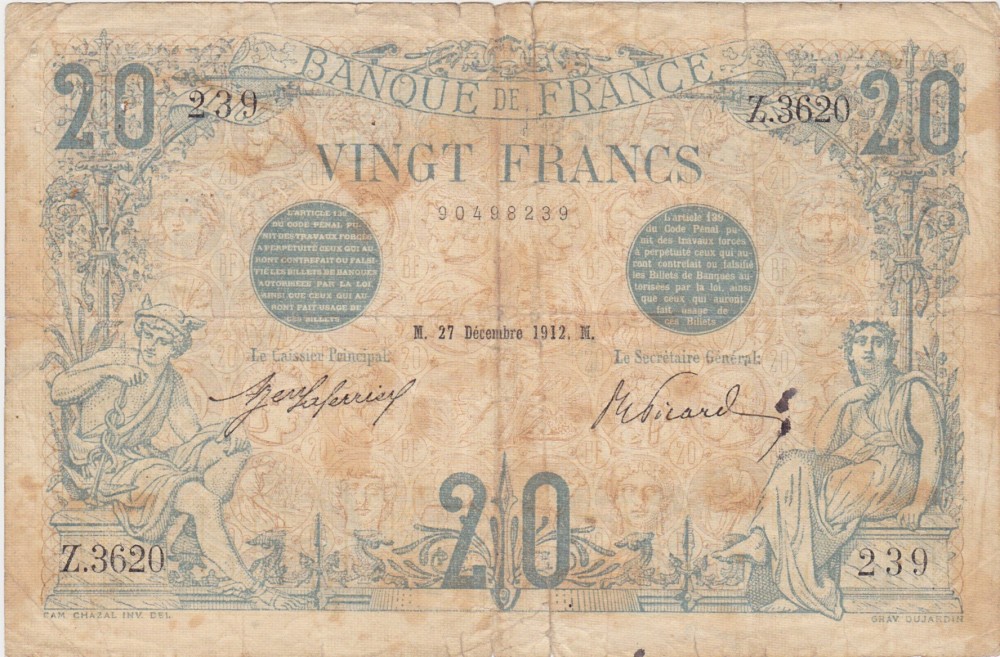 BANQUE DE FRANCE
20 239 Z.3620 20
VINGT FRANCS
90498239
L'ARTICLE 139
DU CODE PÉNAL PU-
NIT DES TRAVAUX FORCÉS
A PERPÉTUITÉ CEUX QUI AU-
RONT CONTREFAIT OU FALSI-
FIÉ LES BILLETS DE BANQUES
AUTORISÉES PAR LA LOI,
AINSI QUE CEUX QUI AU-
RONT FAIT USAGE DE
CES BILLETS
L'article 139
du Code Pénal pu-
nit des travaux forcés
à perpétuité ceux qui au-
ront contrefait ou falsifié
les Billets de Banques au-
torisées par la loi, ainsi
que ceux qui auront
fait usage de
ces Billets
M. 27 Décembre 1912. M.
Le Caissier Principal,
Le Secrétaire Général:
Picard
20
Z.3620
239
DUJARDIN
FAM. CHAZAL INV. DEL.
GRAV. DUJARDIN